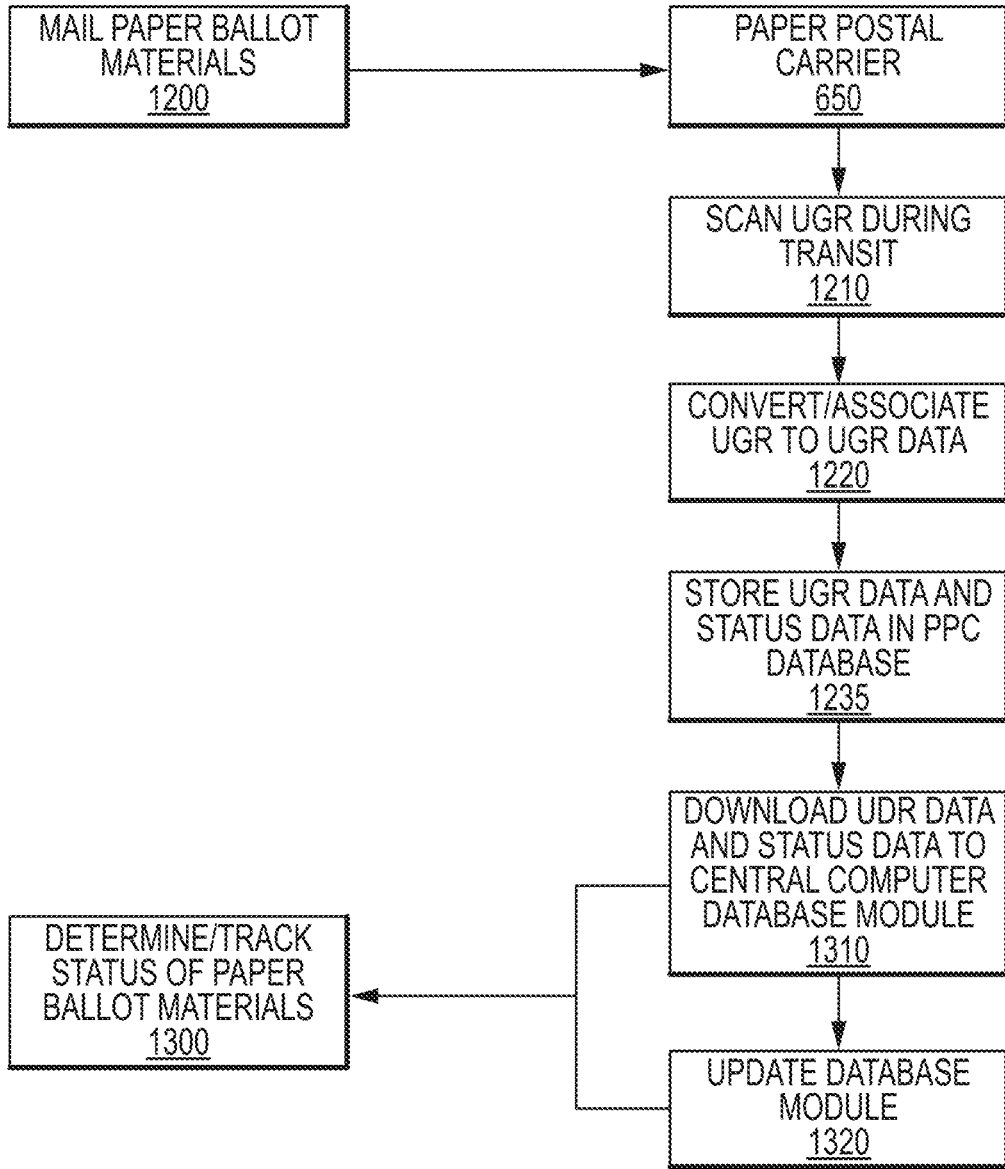 MAIL PAPER BALLOT
MATERIALS
1200
PAPER POSTAL
CARRIER
650
SCAN UGR DURING
TRANSIT
1210
CONVERT/ASSOCIATE
UGR TO UGR DATA
1220
STORE UGR DATA AND
STATUS DATA IN PPC
DATABASE
1235
DOWNLOAD UDR DATA
AND STATUS DATA TO
CENTRAL COMPUTER
DATABASE MODULE
1310
DETERMINE/TRACK
STATUS OF PAPER
BALLOT MATERIALS
1300
UPDATE DATABASE
MODULE
1320